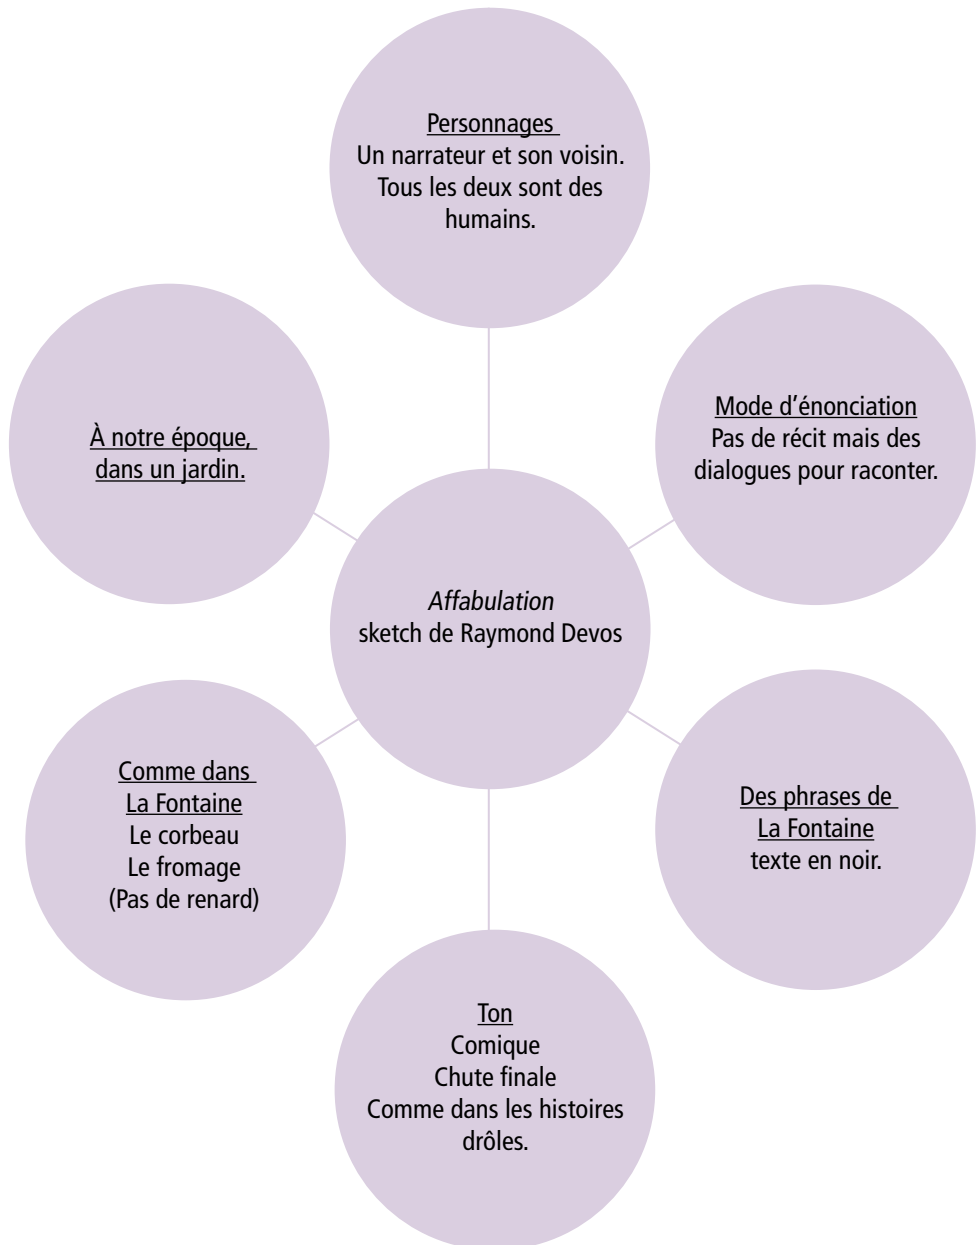 Personnages
Un narrateur et son voisin.
Tous les deux sont des
humains.
À notre époque,
dans un jardin.
Mode d'énonciation
Pas de récit mais des
dialogues pour raconter.
Affabulation
sketch de Raymond Devos
Comme dans
La Fontaine
Le corbeau
Le fromage
(Pas de renard)
Des phrases de
La Fontaine
texte en noir.
Ton
Comique
Chute finale
Comme dans les histoires
drôles.